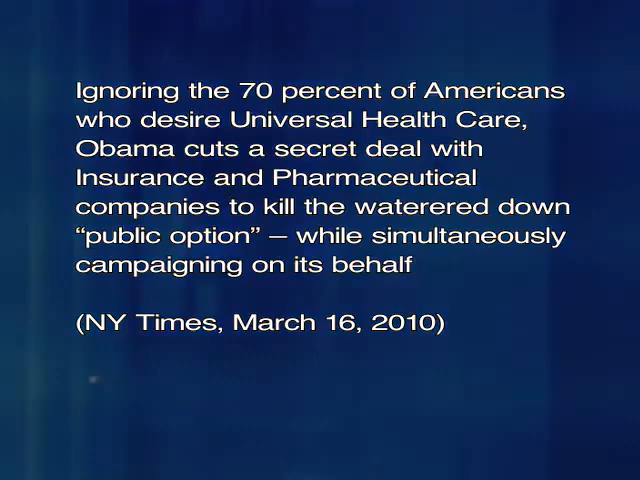 Ignoring the 70 percent of Americans
who desire Universal Health Care,
Obama cuts a secret deal with
Insurance and Pharmaceutical
companies to kill the waterered down
“public option” – while simultaneously
campaigning on its behalf
(NY Times, March 16, 2010)